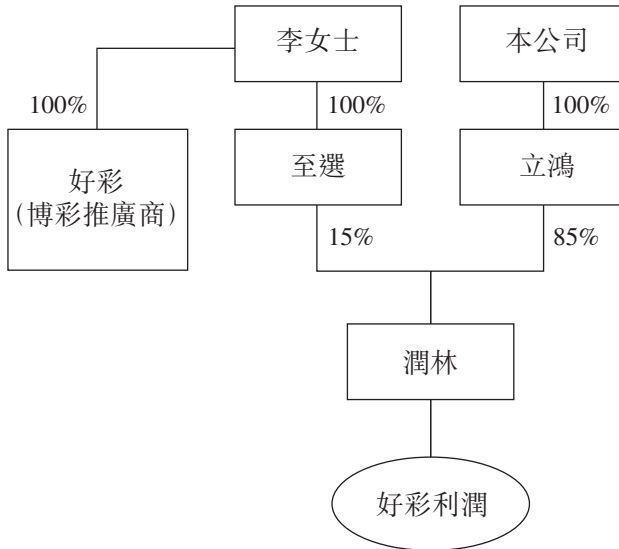 李女士
本公司
100%
100%
100%
好彩
(博彩推廣商)
至選
立鴻
15%
85%
潤林
好彩利潤